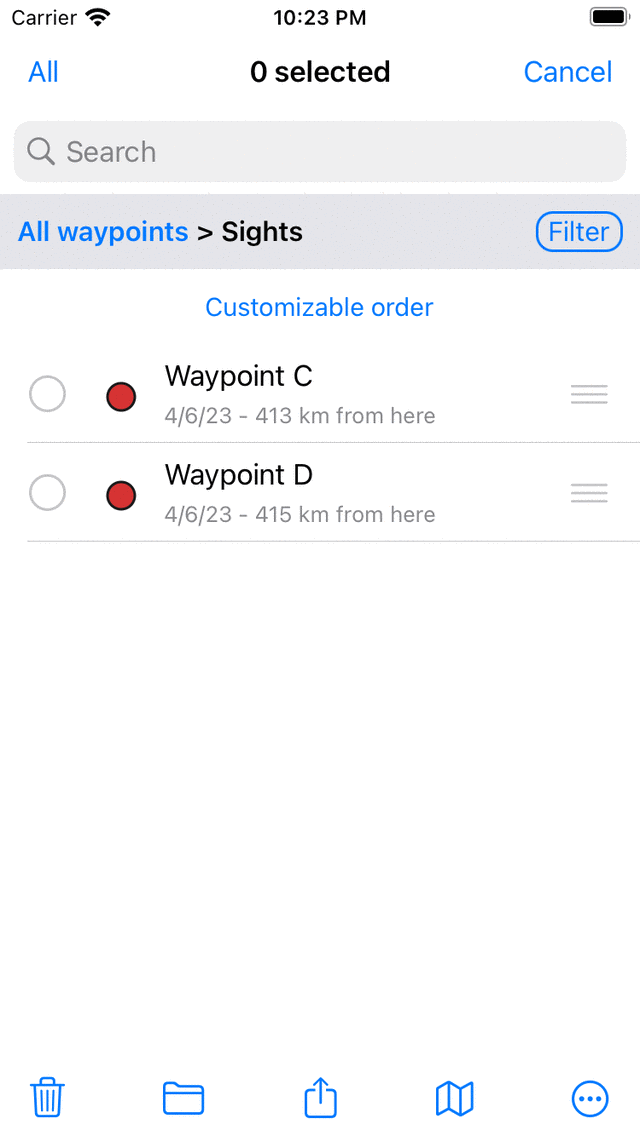 Carrier 10:23 PM
All 0 selected Cancel
Search
All waypoints > Sights Filter
Customizable order
Waypoint C
4/6/23 - 413 km from here
Waypoint D
4/6/23 - 415 km from here